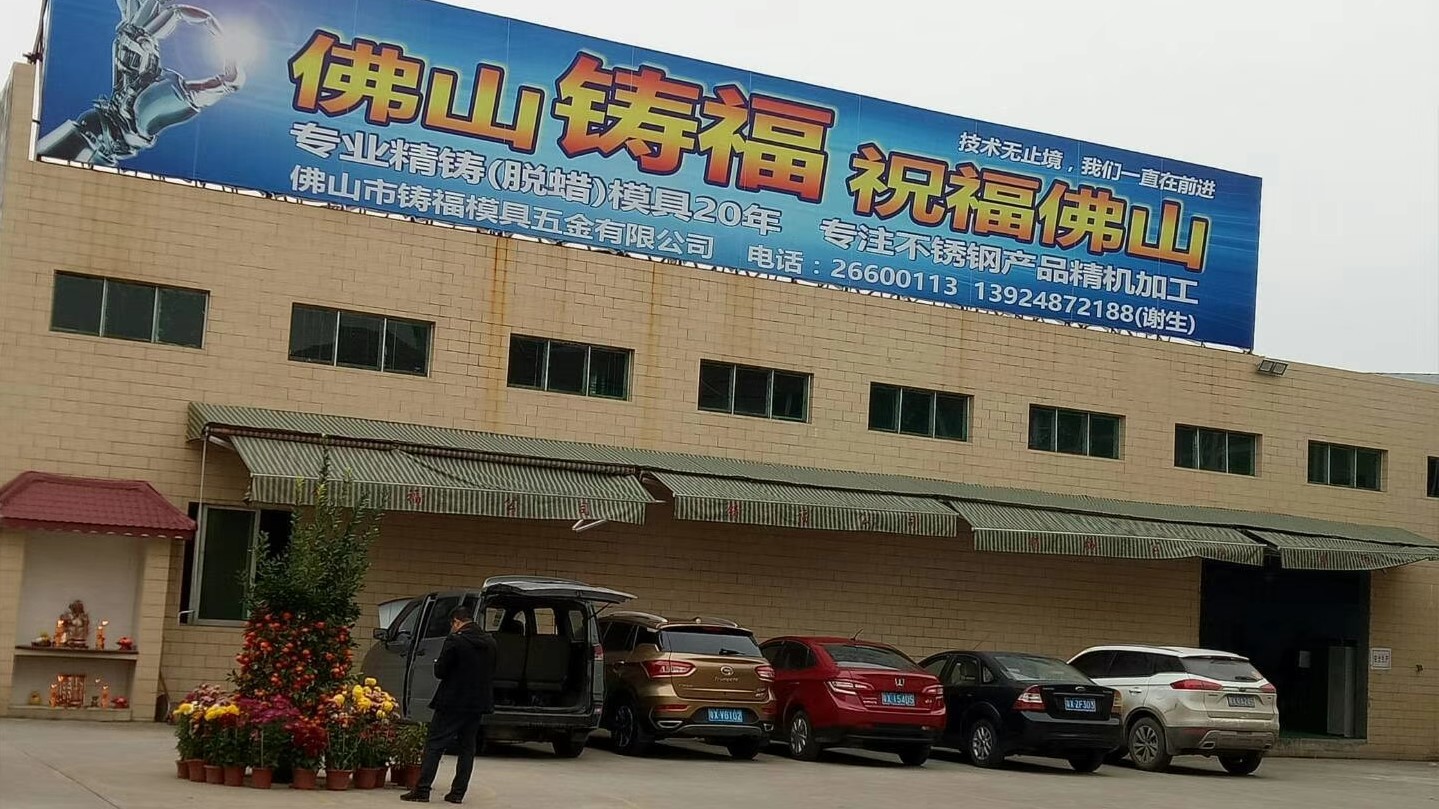 佛山铸福 祝福佛山
技术无止境，我们一直在前进
专业精铸(脱蜡)模具20年 专注不锈钢产品精机加工
佛山市铸福模具五金有限公司 电话：26600113 13924872188(谢生)